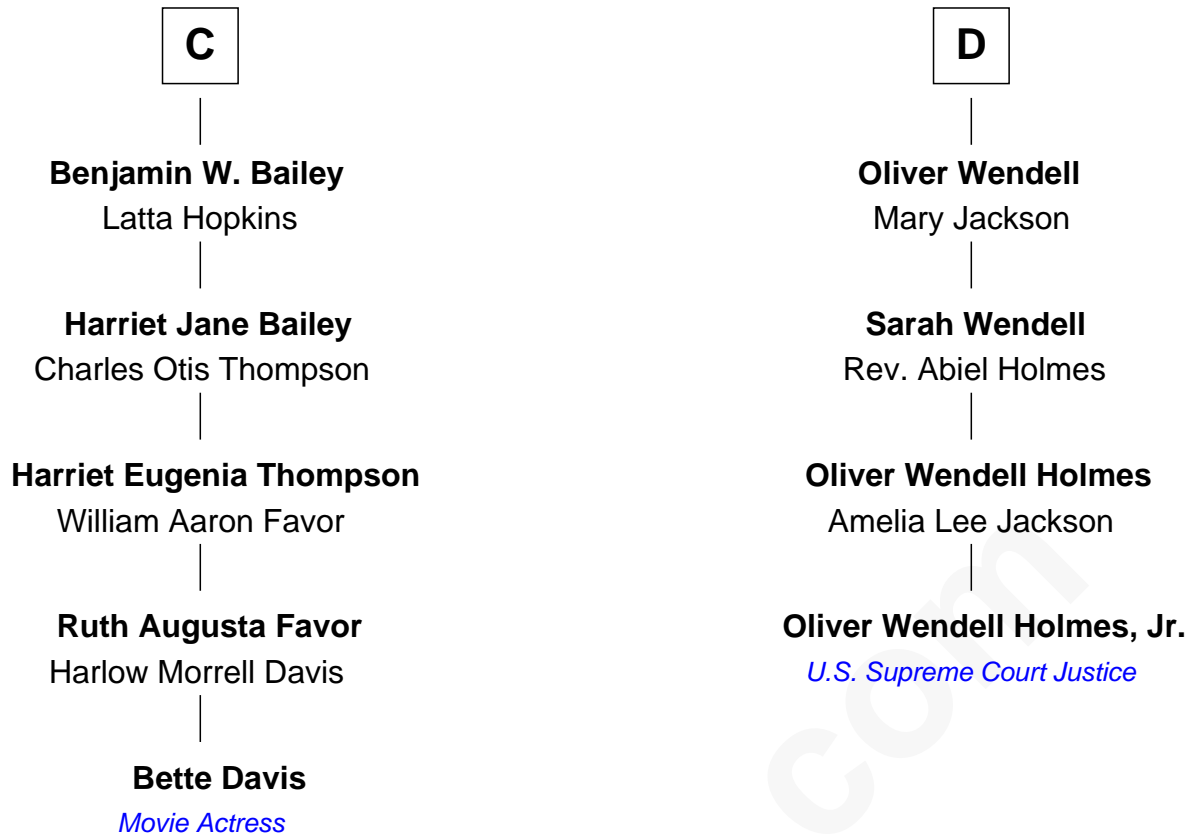 C
Benjamin W. Bailey
Latta Hopkins
Harriet Jane Bailey
Charles Otis Thompson
Harriet Eugenia Thompson
William Aaron Favor
Ruth Augusta Favor
Harlow Morrell Davis
Bette Davis
Movie Actress
D
Oliver Wendell
Mary Jackson
Sarah Wendell
Rev. Abiel Holmes
Oliver Wendell Holmes
Amelia Lee Jackson
Oliver Wendell Holmes, Jr.
U.S. Supreme Court Justice
com